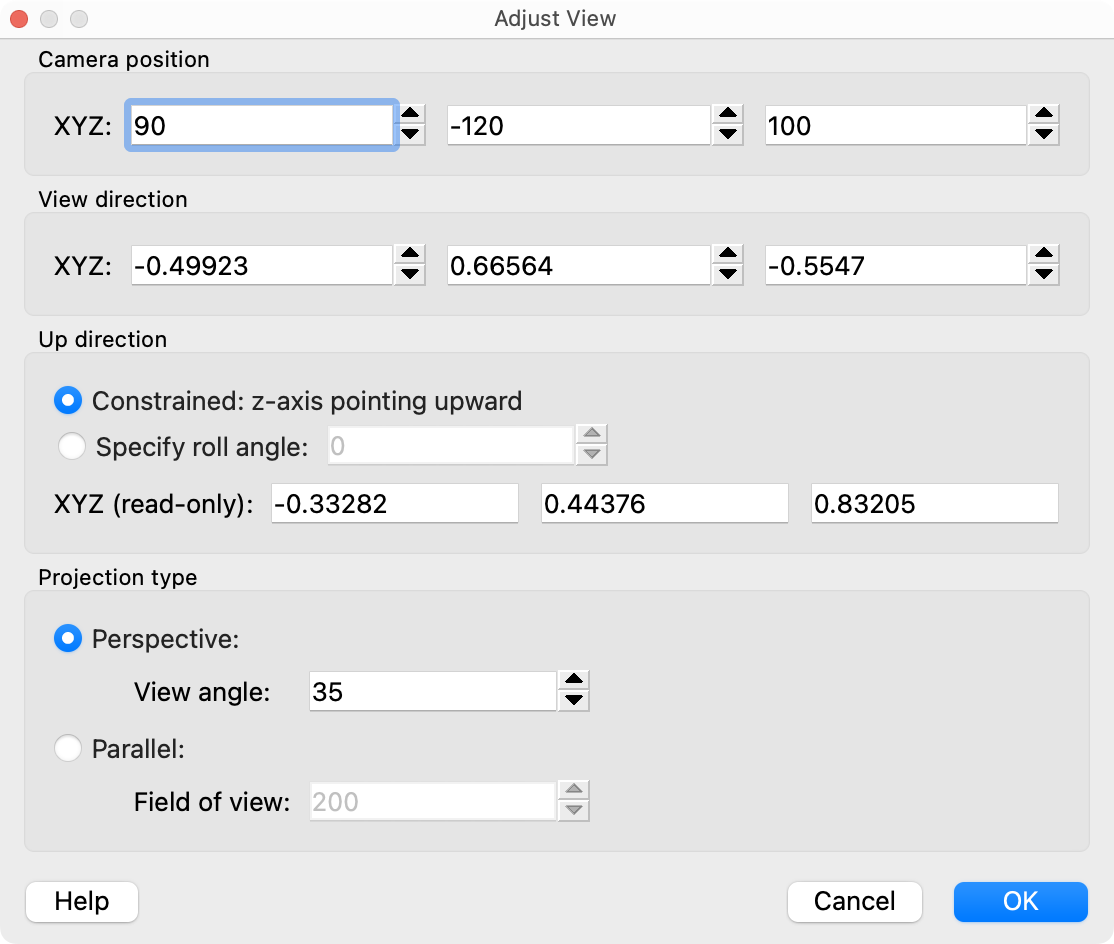 Adjust View
Camera position
XYZ: 90 -120 100
View direction
XYZ: -0.49923 0.66564 -0.5547
Up direction
Constrained: z-axis pointing upward
Specify roll angle: 0
XYZ (read-only): -0.33282 0.44376 0.83205
Projection type
Perspective:
View angle: 35
Parallel:
Field of view: 200
Help Cancel OK